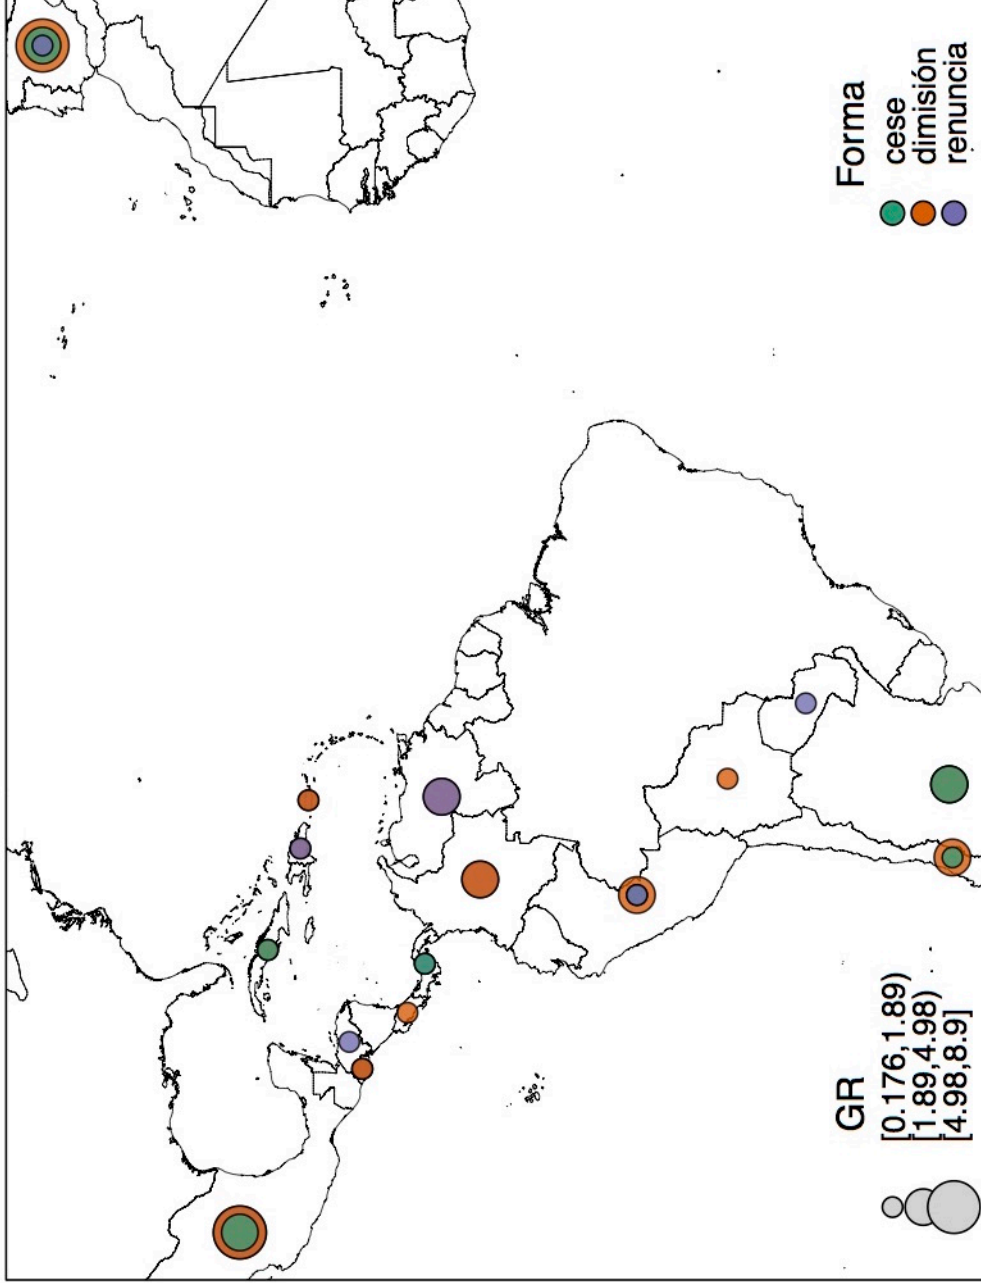 GR
[0.176,1.89)
[1.89,4.98)
[4.98,8.9]
Forma
cese
dimisión
renuncia